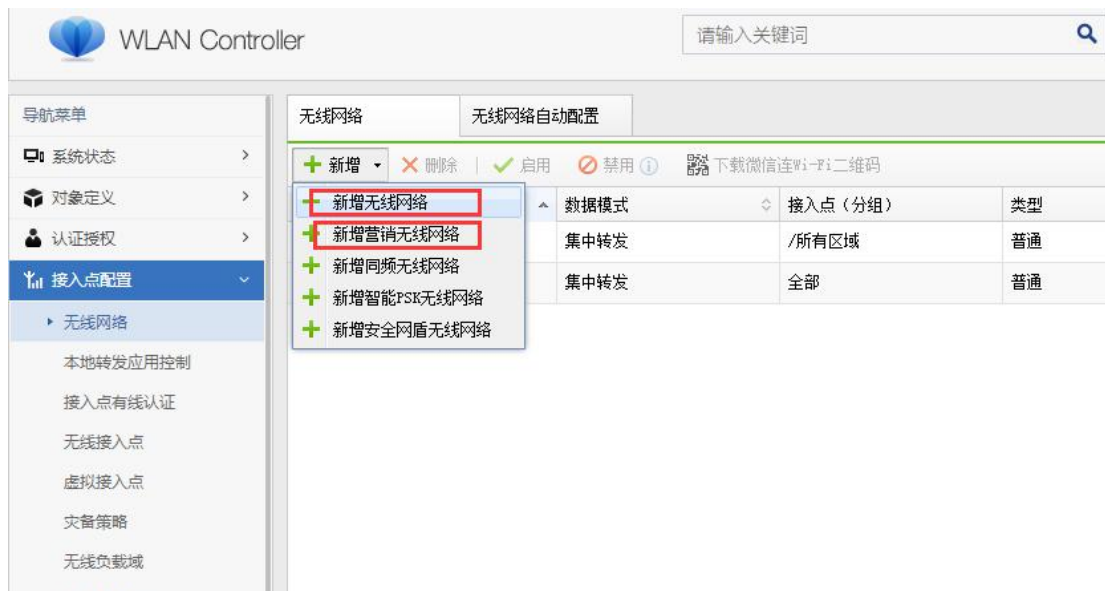 WLAN Controller
请输入关键词
导航菜单
系统状态
对象定义
认证授权
接入点配置
无线网络
本地转发应用控制
接入点有线认证
无线接入点
虚拟接入点
灾备策略
无线负载域
无线网络 无线网络自动配置
新增 删除 启用 禁用 下载微信连Wi-Fi二维码
新增无线网络
新增营销无线网络
新增同频无线网络
新增智能PSK无线网络
新增安全网盾无线网络
数据模式 接入点（分组） 类型
集中转发 /所有区域 普通
集中转发 全部 普通